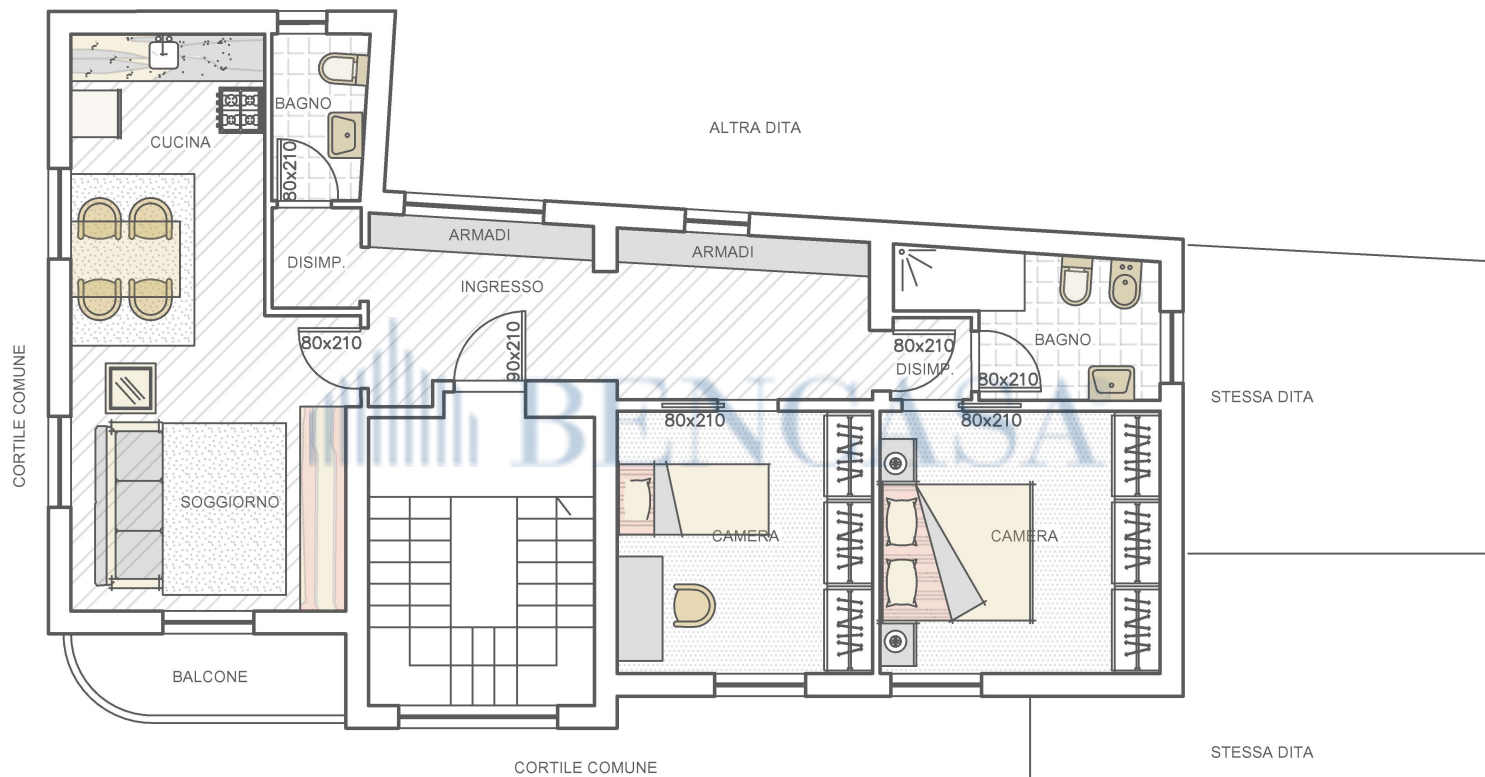 BAGNO
ALTRA DITA
CUCINA
80x210
ARMADI
ARMADI
DISIMP.
INGRESSO
80x210
90x210
80x210
BAGNO
DISIMP.
80x210
CORTILE COMUNE
BENCASA
80x210
80x210
STESSA DITA
SOGGIORNO
CAMERA
CAMERA
BALCONE
CORTILE COMUNE
STESSA DITA